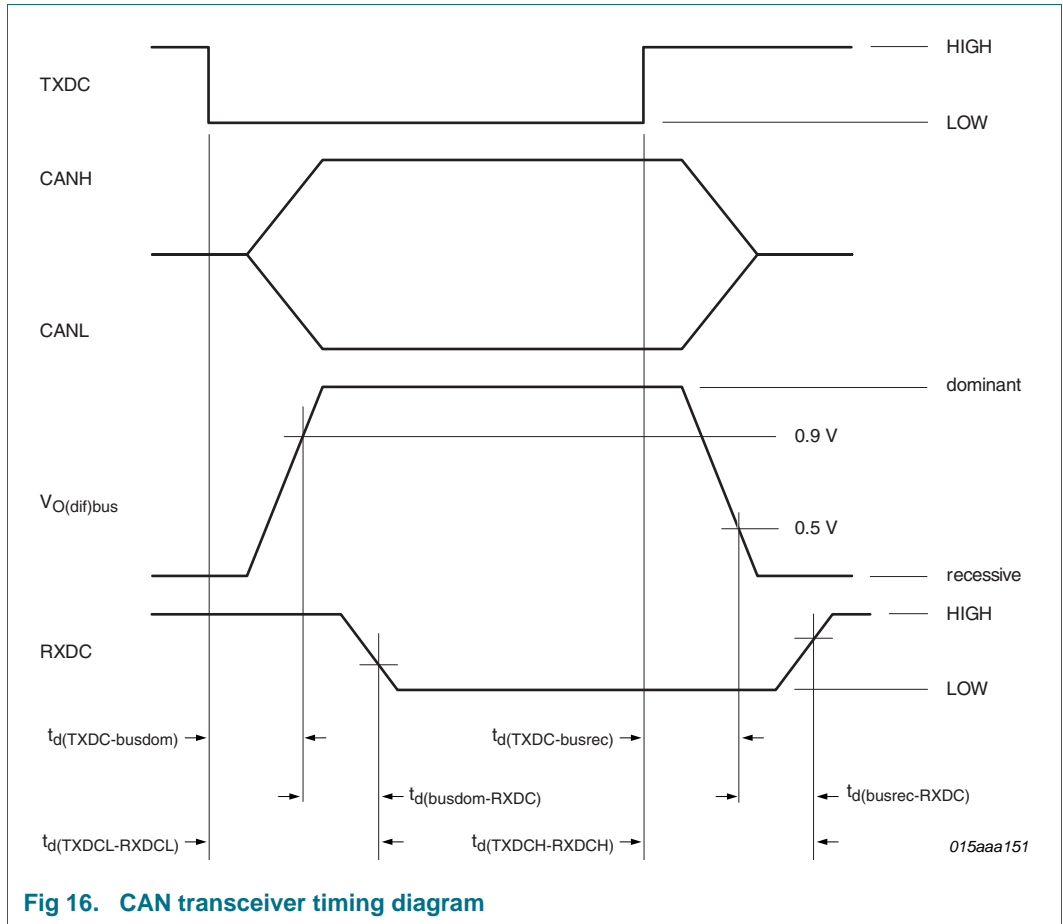 TXDC
HIGH
LOW
CANH
CANL
dominant
0.9 V
VO(dif)bus
0.5 V
recessive
HIGH
RXDC
LOW
td(TXDC-busdom)
td(TXDC-busrec)
td(busdom-RXDC)
td(busrec-RXDC)
td(TXDCL-RXDCL)
td(TXDCH-RXDCH)
015aaa151
Fig 16. CAN transceiver timing diagram